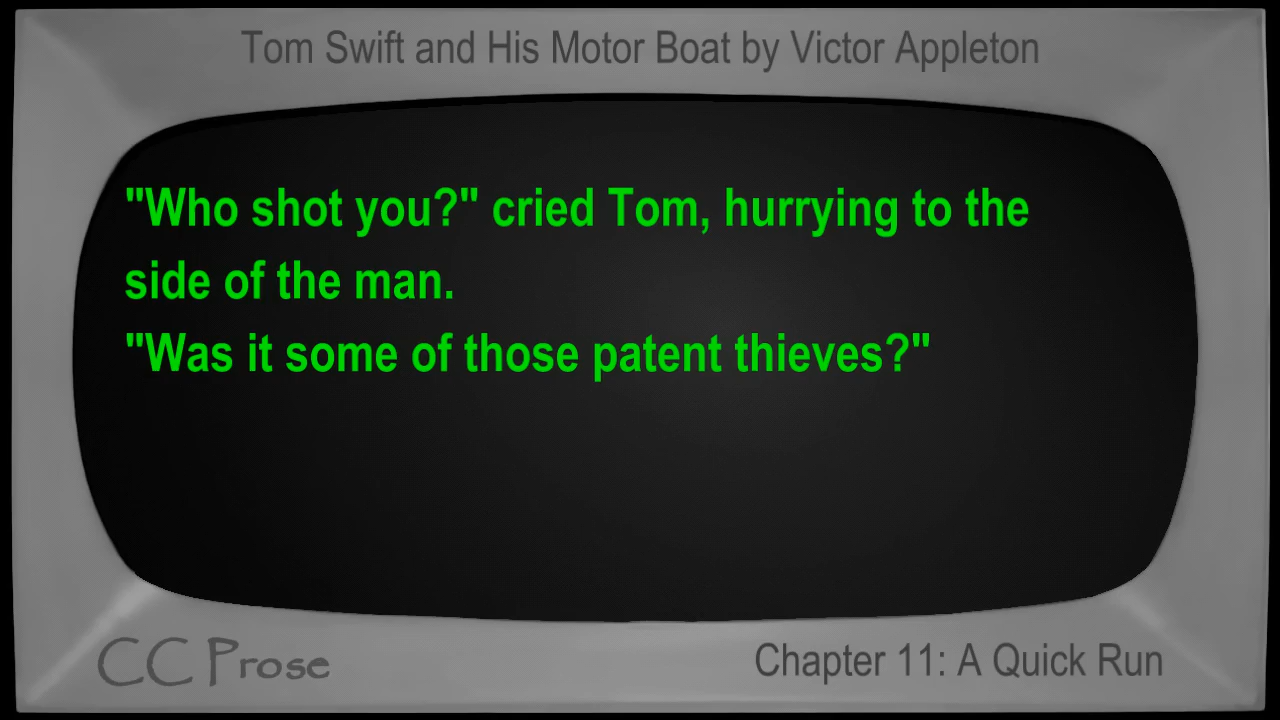 Tom Swift and His Motor Boat by Victor Appleton
"Who shot you?" cried Tom, hurrying to the
side of the man.
"Was it some of those patent thieves?"
CC Prose
Chapter 11: A Quick Run